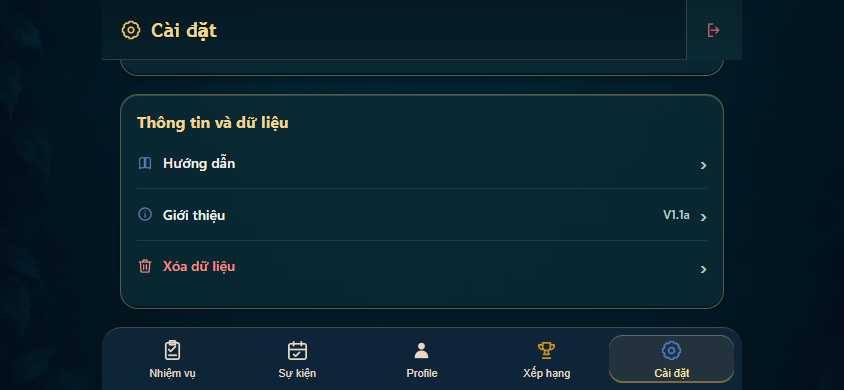 Cài đặt
Thông tin và dữ liệu
Hướng dẫn
Giới thiệu V1.1a
Xóa dữ liệu
Nhiệm vụ Sự kiện Profile Xếp hạng Cài đặt